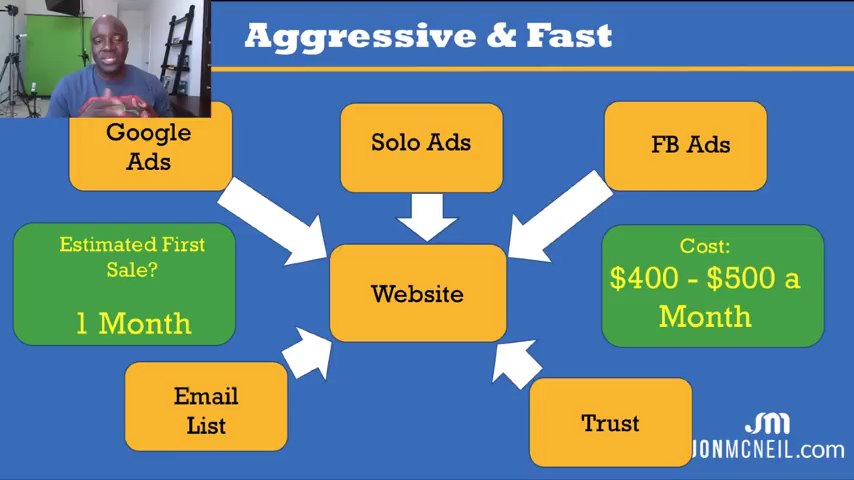 Aggressive & Fast
Google
Ads
Solo Ads
FB Ads
Estimated First
Sale?
1 Month
Website
Cost:
$400 - $500 a
Month
Email
List
Trust
JM
JONMCNEIL.com